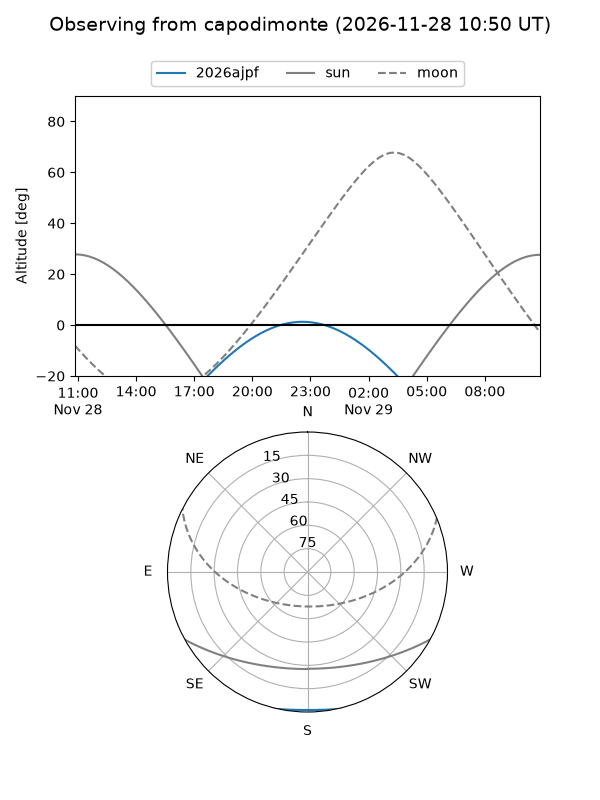 Observing from capodimonte (2026-11-28 10:50 UT)
2026ajpf sun moon
Altitude [deg]
80
60
40
20
0
−20
11:00 14:00 17:00 20:00 23:00 02:00 05:00 08:00
Nov 28 Nov 29
N
NE NW
15
30
45
60
75
E W
SE SW
S